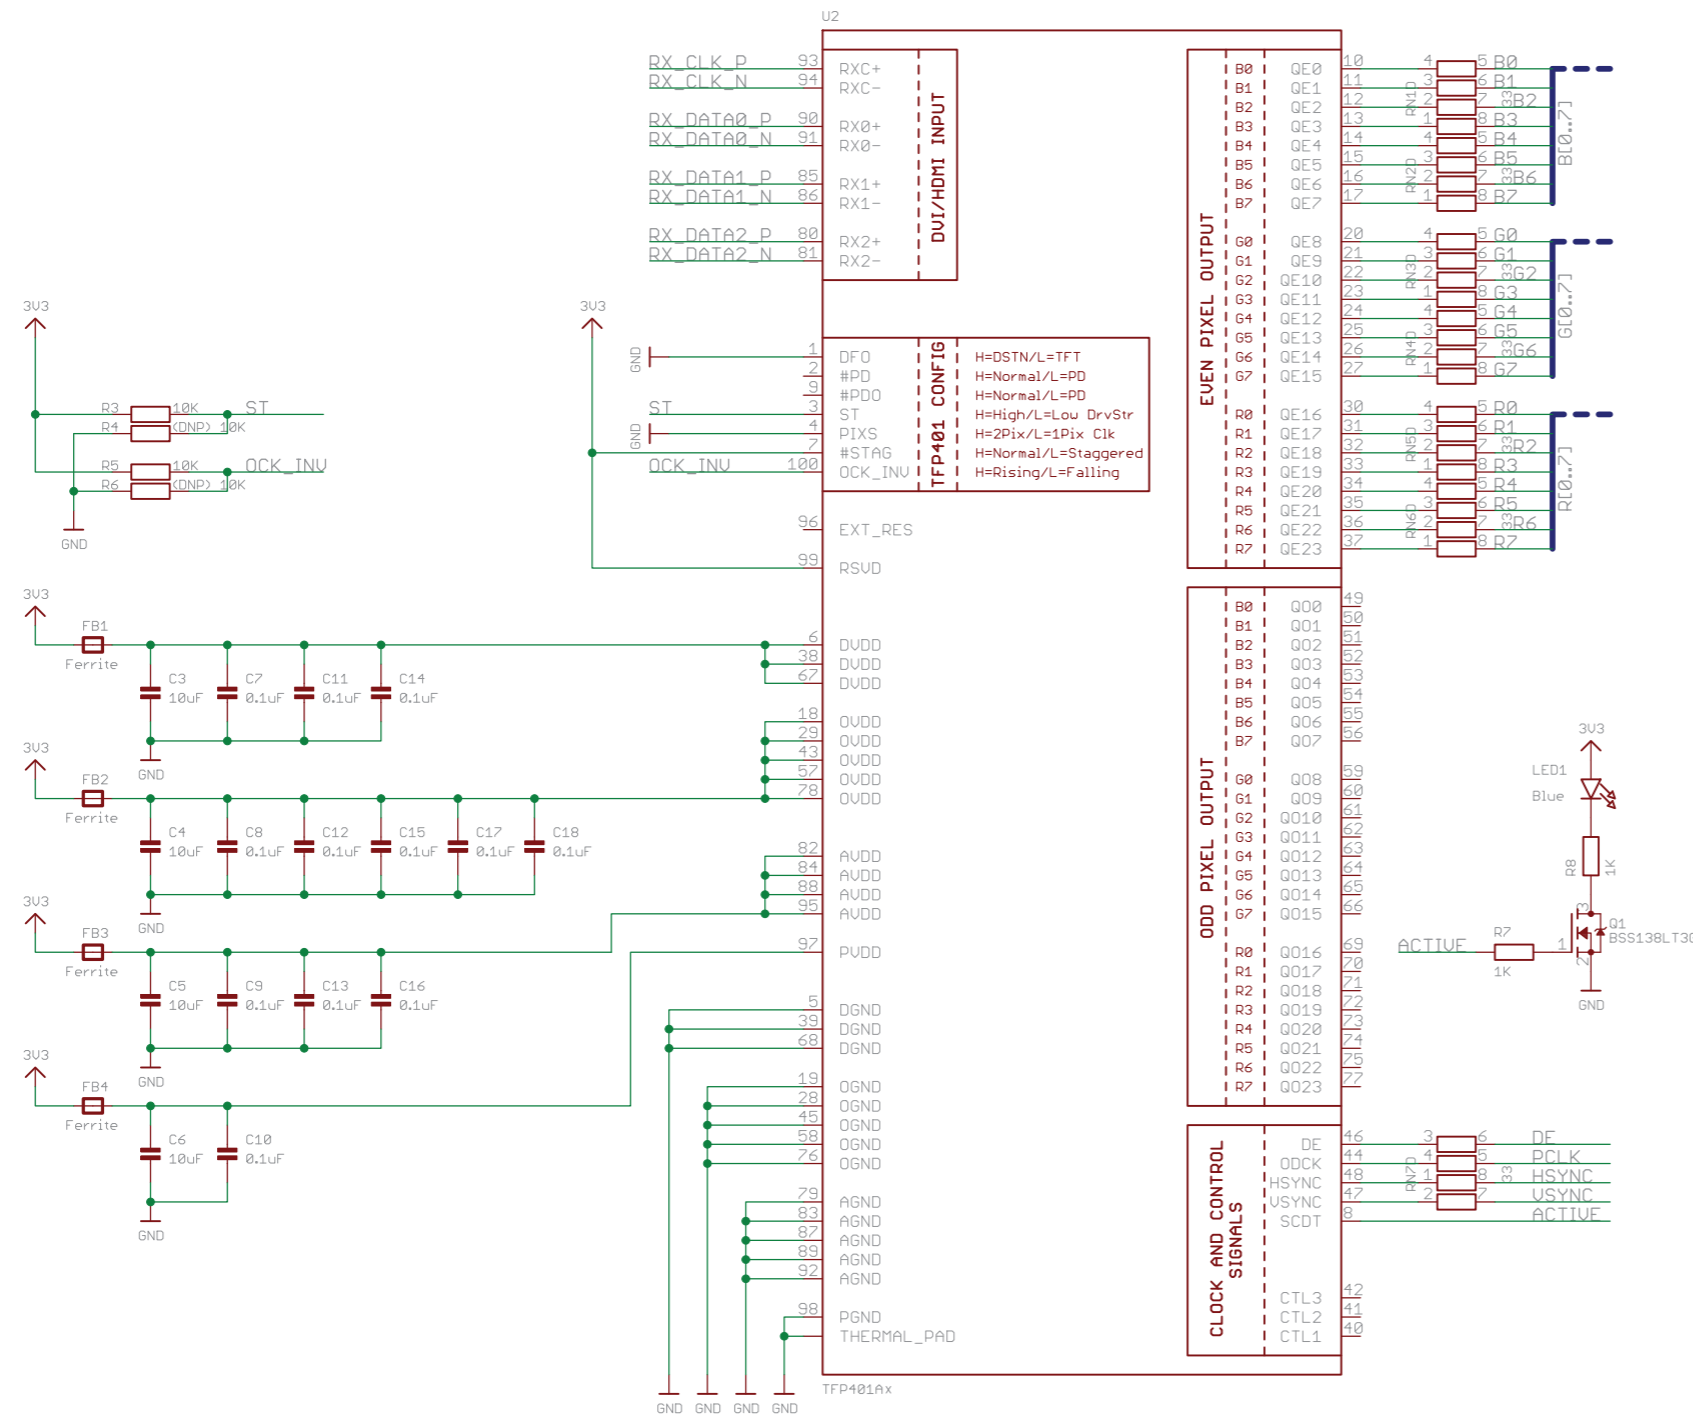 U2
RX_CLK_P 93 RXC+
RX_CLK_N 94 RXC-
RX_DATA0_P 90 RX0+
RX_DATA0_N 91 RX0-
RX_DATA1_P 85 RX1+
RX_DATA1_N 86 RX1-
RX_DATA2_P 80 RX2+
RX_DATA2_N 81 RX2-
DVI/HDMI INPUT
3V3
GND 1 DFO H=DSTN/L=TFT
2 #PD H=Normal/L=PD
9 #PDO H=Normal/L=PD
ST 3 ST H=High/L=Low DrvStr
GND 4 PIXS H=2Pix/L=1Pix Clk
7 #STAG H=Normal/L=Staggered
OCK_INV 100 OCK_INV H=Rising/L=Falling
TFP401 CONFIG
96 EXT_RES
99 RSVD
3V3
R3 10K ST
R4 (DNP) 10K
R5 10K OCK_INV
R6 (DNP) 10K
GND
3V3
FB1
Ferrite
C3 10uF
C7 0.1uF
C11 0.1uF
C14 0.1uF
GND
3V3
FB2
Ferrite
C4 10uF
C8 0.1uF
C12 0.1uF
C15 0.1uF
C17 0.1uF
C18 0.1uF
GND
3V3
FB3
Ferrite
C5 10uF
C9 0.1uF
C13 0.1uF
C16 0.1uF
GND
3V3
FB4
Ferrite
C6 10uF
C10 0.1uF
GND
6 DVDD
38 DVDD
67 DVDD
18 OVDD
29 OVDD
43 OVDD
57 OVDD
78 OVDD
82 AVDD
84 AVDD
88 AVDD
95 AVDD
97 PVDD
5 DGND
39 DGND
68 DGND
19 OGND
28 OGND
45 OGND
58 OGND
76 OGND
79 AGND
83 AGND
87 AGND
89 AGND
92 AGND
98 PGND
THERMAL_PAD
GND GND GND GND
TFP401Ax
EVEN PIXEL OUTPUT
B0 QE0 10 4 5 B0
B1 QE1 11 3 6 B1
B2 QE2 12 2 7 B2
B3 QE3 13 1 8 B3
RN1D 33
B4 QE4 14 4 5 B4
B5 QE5 15 3 6 B5
B6 QE6 16 2 7 B6
B7 QE7 17 1 8 B7
RN2D 33
B[0..7]
G0 QE8 20 4 5 G0
G1 QE9 21 3 6 G1
G2 QE10 22 2 7 G2
G3 QE11 23 1 8 G3
RN3D 33
G4 QE12 24 4 5 G4
G5 QE13 25 3 6 G5
G6 QE14 26 2 7 G6
G7 QE15 27 1 8 G7
RN4D 33
G[0..7]
R0 QE16 30 4 5 R0
R1 QE17 31 3 6 R1
R2 QE18 32 2 7 R2
R3 QE19 33 1 8 R3
RN5D 33
R4 QE20 34 4 5 R4
R5 QE21 35 3 6 R5
R6 QE22 36 2 7 R6
R7 QE23 37 1 8 R7
RN6D 33
R[0..7]
ODD PIXEL OUTPUT
B0 QO0 49
B1 QO1 50
B2 QO2 51
B3 QO3 52
B4 QO4 53
B5 QO5 54
B6 QO6 55
B7 QO7 56
G0 QO8 59
G1 QO9 60
G2 QO10 61
G3 QO11 62
G4 QO12 63
G5 QO13 64
G6 QO14 65
G7 QO15 66
R0 QO16 69
R1 QO17 70
R2 QO18 71
R3 QO19 72
R4 QO20 73
R5 QO21 74
R6 QO22 75
R7 QO23 77
CLOCK AND CONTROL
SIGNALS
DE 46 3 6 DE
ODCK 44 4 5 PCLK
HSYNC 48 1 8 HSYNC
VSYNC 47 2 7 VSYNC
RN7D 33
SCDT 8 ACTIVE
CTL3 42
CTL2 41
CTL1 40
3V3
LED1
Blue
R8 1K
ACTIVE R7 1K
1 3 2
Q1
BSS138LT3G
GND